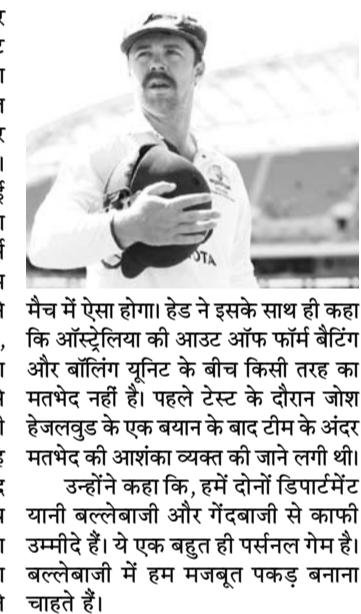 OTA
मैच में ऐसा होगा। हेड ने इसके साथ ही कहा
कि ऑस्ट्रेलिया की आउट ऑफ फॉर्म बैटिंग
और बॉलिंग यूनिट के बीच किसी तरह का
मतभेद नहीं है। पहले टेस्ट के दौरान जोश
हेजलवुड के एक बयान के बाद टीम के अंदर
मतभेद की आशंका व्यक्त की जाने लगी थी।
उन्होंने कहा कि, हमें दोनों डिपार्टमेंट
यानी बल्लेबाजी और गेंदबाजी से काफी
उम्मीदे हैं। ये एक बहुत ही पर्सनल गेम है।
बल्लेबाजी में हम मजबूत पकड़ बनाना
चाहते हैं।